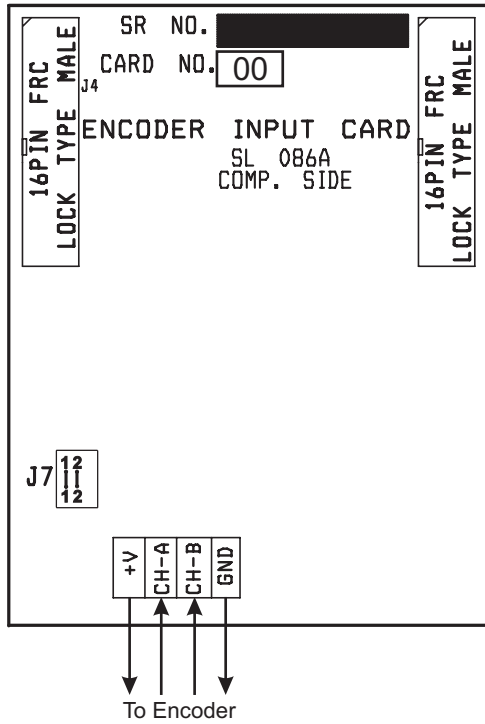 SR NO.
CARD NO. 00
J4
16PIN FRC
LOCK TYPE MALE
ENCODER INPUT CARD
SL 086A
COMP. SIDE
16PIN FRC
LOCK TYPE MALE
J7
12
12
+V CH-A CH-B GND
To Encoder